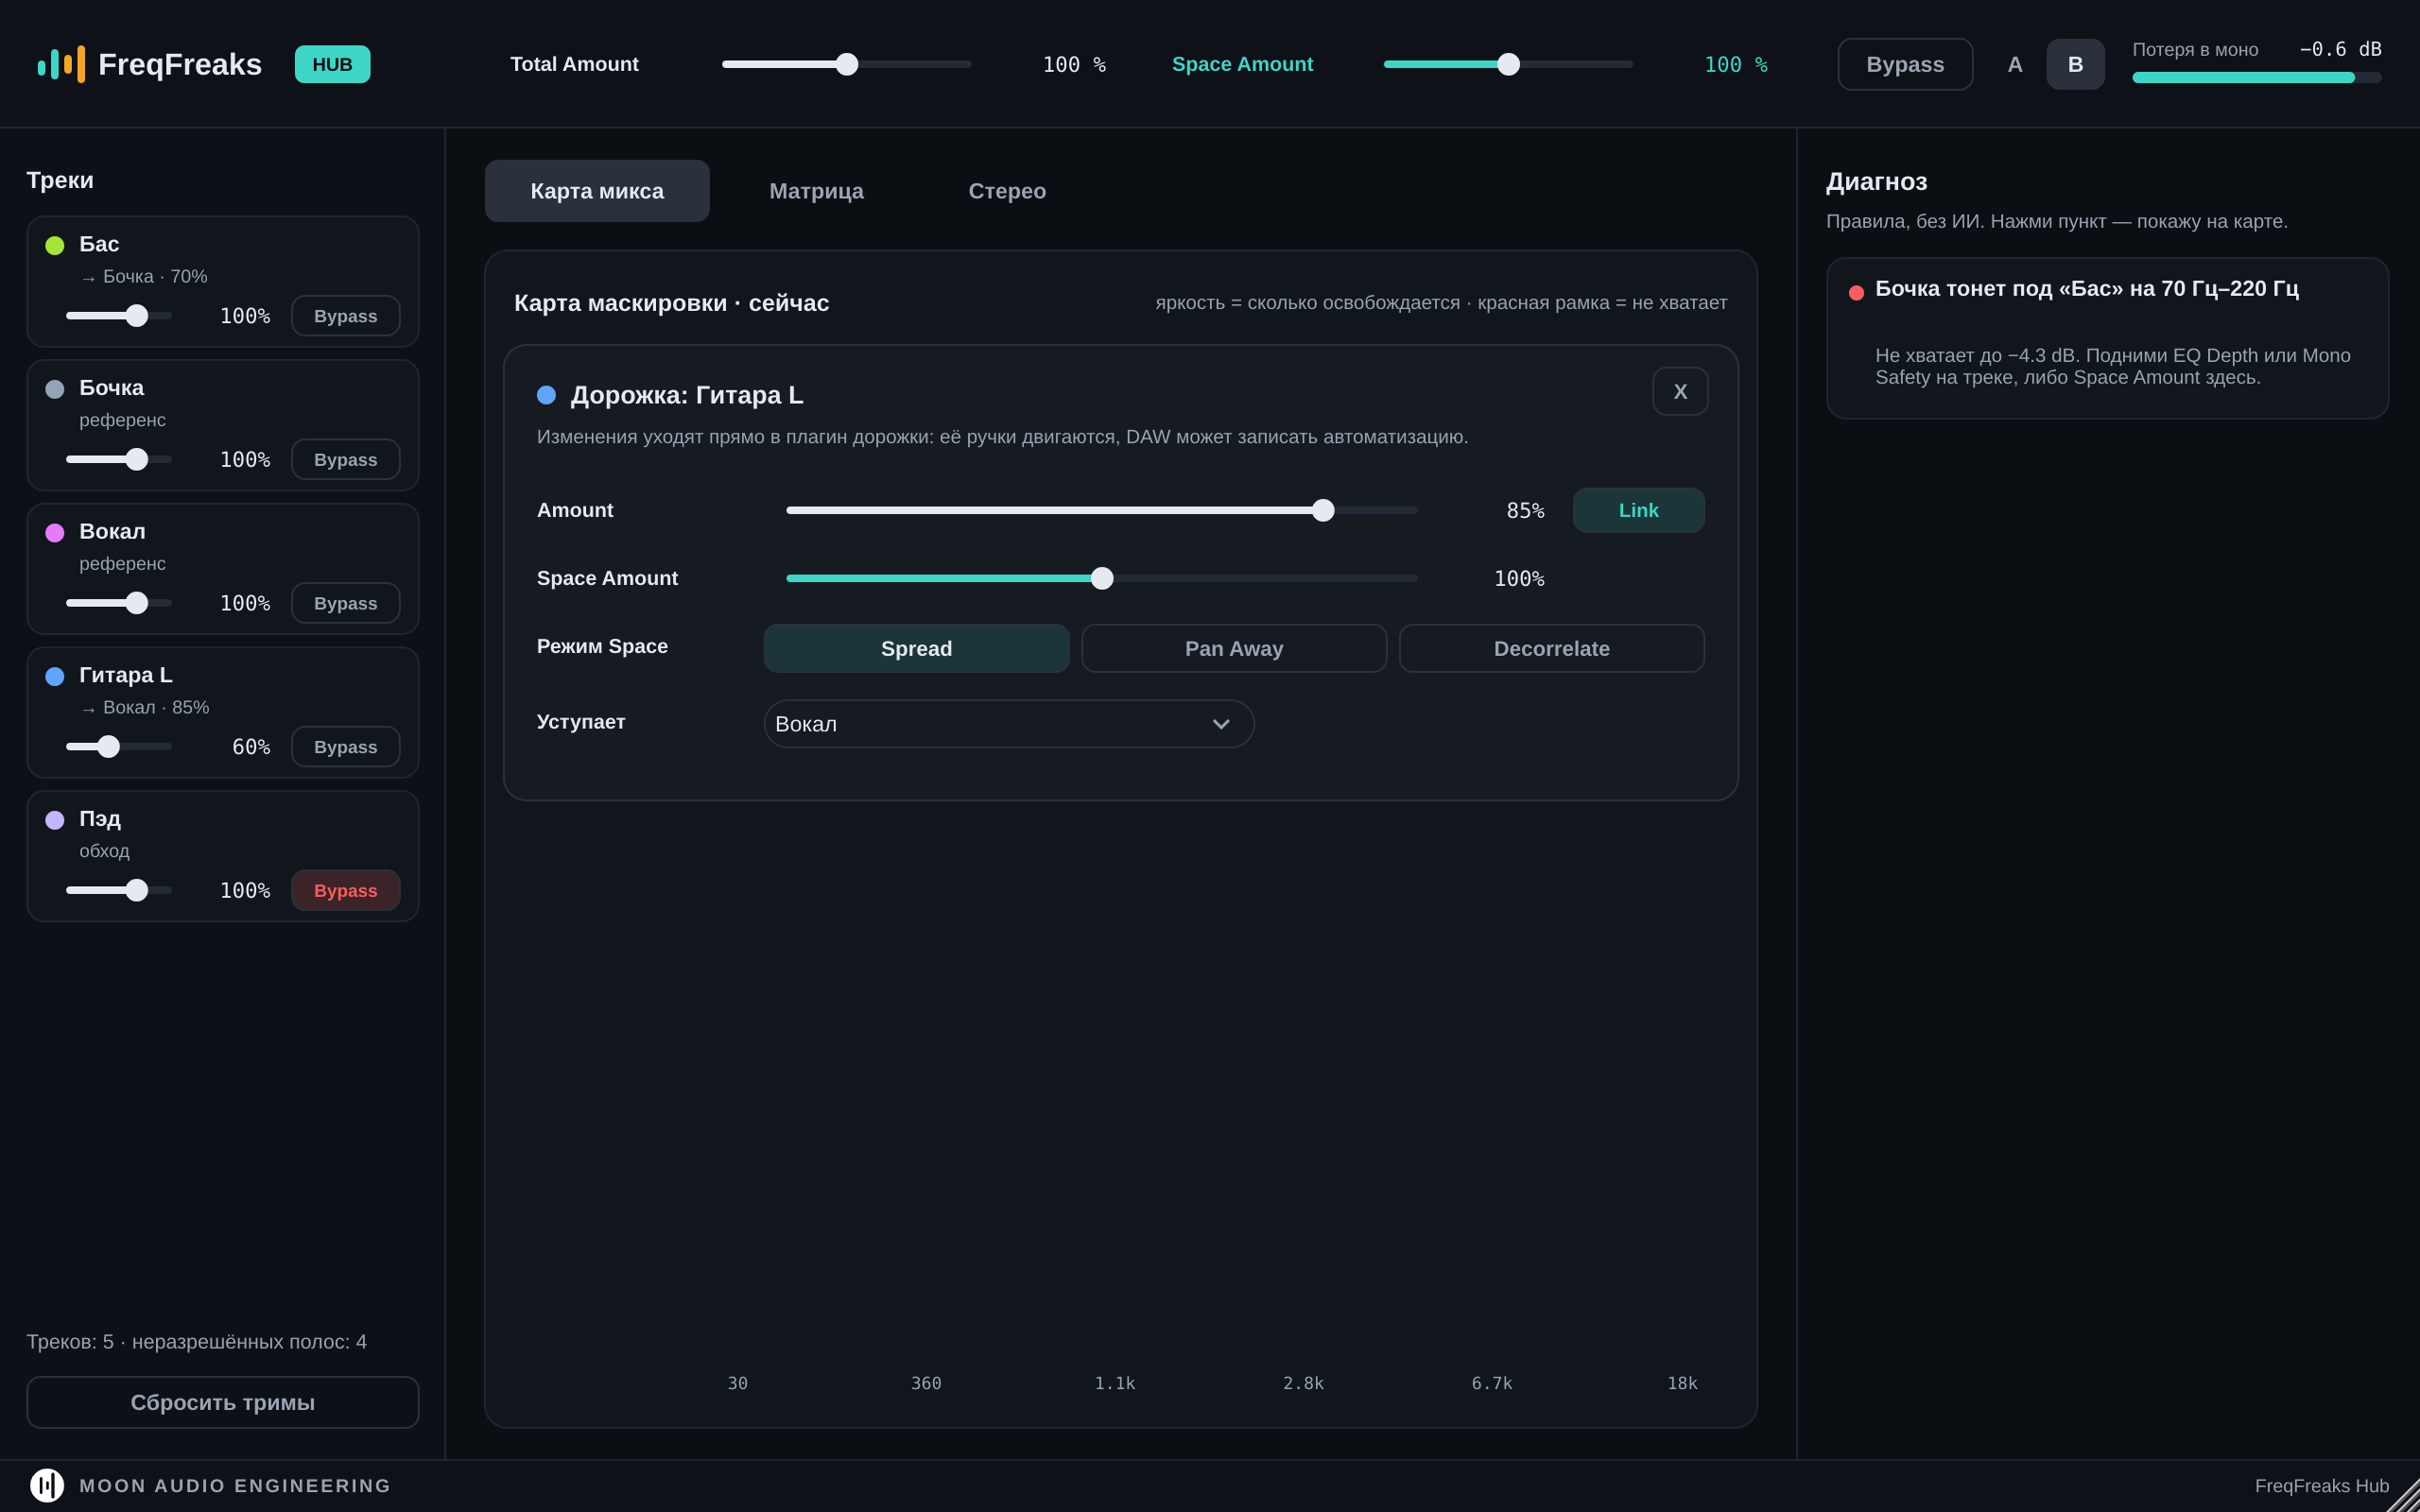 FreqFreaks
HUB
Total Amount
100 %
Space Amount
100 %
Bypass
A
B
Потеря в моно
−0.6 dB
Треки
Бас
→ Бочка · 70%
100%
Bypass
Бочка
референс
100%
Bypass
Вокал
референс
100%
Bypass
Гитара L
→ Вокал · 85%
60%
Bypass
Пэд
обход
100%
Bypass
Треков: 5 · неразрешённых полос: 4
Сбросить тримы
Карта микса
Матрица
Стерео
Карта маскировки · сейчас
яркость = сколько освобождается · красная рамка = не хватает
Дорожка: Гитара L
X
Изменения уходят прямо в плагин дорожки: её ручки двигаются, DAW может записать автоматизацию.
Amount
85%
Link
Space Amount
100%
Режим Space
Spread
Pan Away
Decorrelate
Уступает
Вокал
30
360
1.1k
2.8k
6.7k
18k
Диагноз
Правила, без ИИ. Нажми пункт — покажу на карте.
Бочка тонет под «Бас» на 70 Гц–220 Гц
Не хватает до −4.3 dB. Подними EQ Depth или Mono
Safety на треке, либо Space Amount здесь.
MOON AUDIO ENGINEERING
FreqFreaks Hub